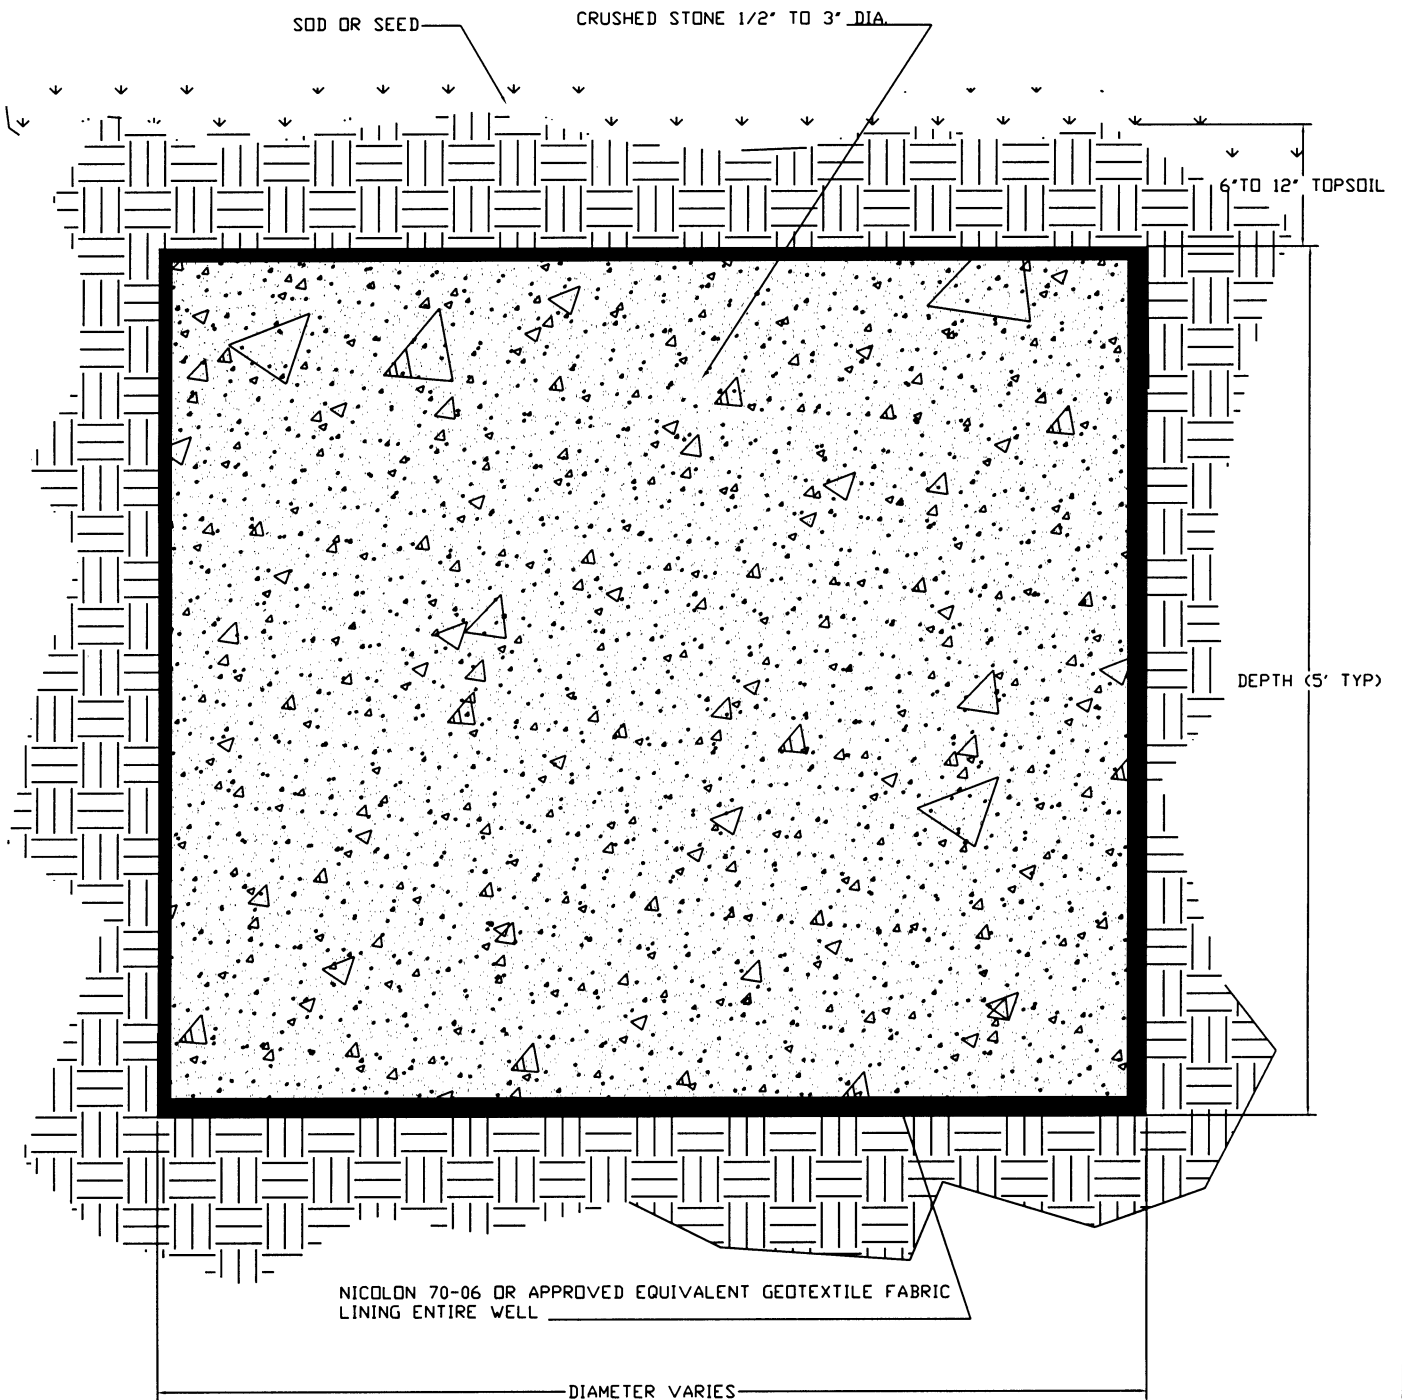 SOD OR SEED
CRUSHED STONE 1/2" TO 3" DIA.
6"TO 12" TOPSOIL
DEPTH (5' TYP)
NICOLON 70-06 OR APPROVED EQUIVALENT GEOTEXTILE FABRIC
LINING ENTIRE WELL
DIAMETER VARIES